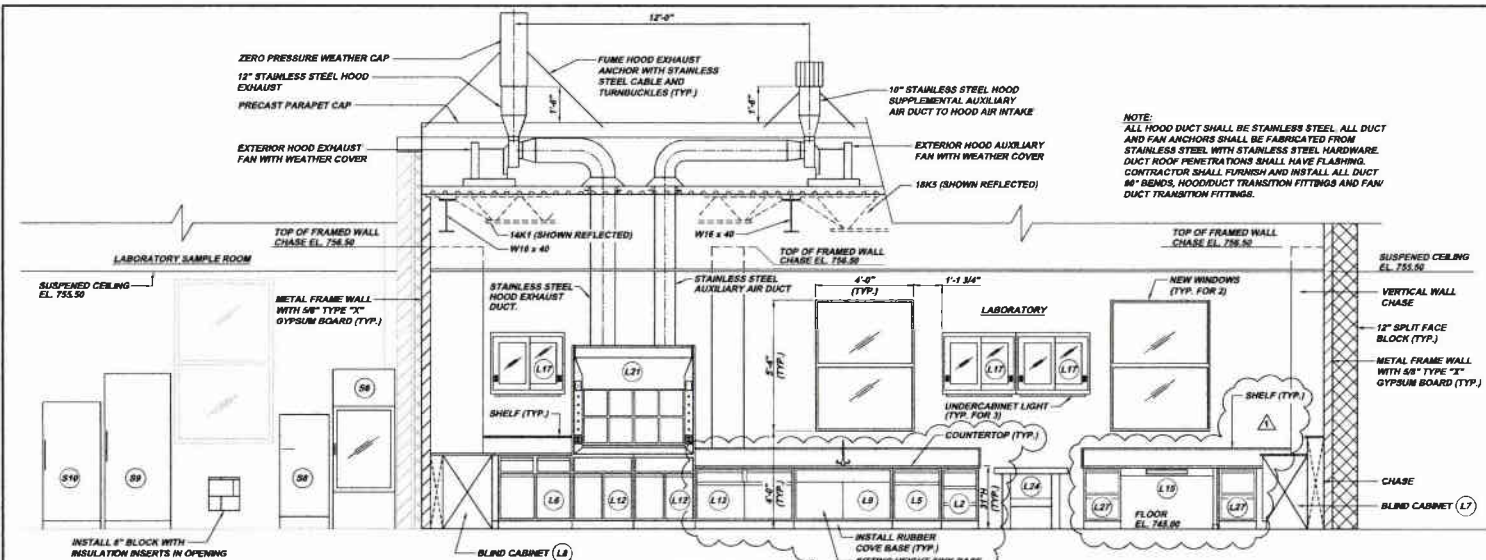 12'-0"
ZERO PRESSURE WEATHER CAP
12" STAINLESS STEEL HOOD
EXHAUST
PRECAST PARAPET CAP
EXTERIOR HOOD EXHAUST
FAN WITH WEATHER COVER
FUME HOOD EXHAUST
ANCHOR WITH STAINLESS
STEEL CABLE AND
TURNBUCKLES (TYP.)
1'-6"
1'-6"
10" STAINLESS STEEL HOOD
SUPPLEMENTAL AUXILIARY
AIR DUCT TO HOOD AIR INTAKE
EXTERIOR HOOD AUXILIARY
FAN WITH WEATHER COVER
18K5 (SHOWN REFLECTED)
NOTE:
ALL HOOD DUCT SHALL BE STAINLESS STEEL. ALL DUCT
AND FAN ANCHORS SHALL BE FABRICATED FROM
STAINLESS STEEL WITH STAINLESS STEEL HARDWARE.
DUCT ROOF PENETRATIONS SHALL HAVE FLASHING.
CONTRACTOR SHALL FURNISH AND INSTALL ALL DUCT
90° BENDS, HOOD/DUCT TRANSITION FITTINGS AND FAN/
DUCT TRANSITION FITTINGS.
TOP OF FRAMED WALL
CHASE EL. 756.50
14K1 (SHOWN REFLECTED)
W16 x 40
W16 x 40
TOP OF FRAMED WALL
CHASE EL. 756.50
TOP OF FRAMED WALL
CHASE EL. 756.50
LABORATORY SAMPLE ROOM
SUSPENED CEILING
EL. 755.50
METAL FRAME WALL
WITH 5/8" TYPE "X"
GYPSUM BOARD (TYP.)
STAINLESS STEEL
HOOD EXHAUST
DUCT.
STAINLESS STEEL
AUXILIARY AIR DUCT
4'-0"
(TYP.)
1'-1 3/4"
LABORATORY
NEW WINDOWS
(TYP. FOR 2)
SUSPENED CEILING
EL. 755.50
VERTICAL WALL
CHASE
12" SPLIT FACE
BLOCK (TYP.)
METAL FRAME WALL
WITH 5/8" TYPE "X"
GYPSUM BOARD (TYP.)
5'-4"
(TYP.)
L17
L21
L17
L17
UNDERCABINET LIGHT
(TYP. FOR 3)
SHELF (TYP.)
SHELF (TYP.)
1
COUNTERTOP (TYP.)
S10
S9
S8
S6
L6
L12
L12
L13
L9
L5
L2
L24
L27
L15
L27
4'-0"
(TYP.)
31"H
(TYP.)
FLOOR
EL. 745.00
CHASE
BLIND CABINET L7
INSTALL 8" BLOCK WITH
INSULATION INSERTS IN OPENING
BLIND CABINET L8
INSTALL RUBBER
COVE BASE (TYP.)